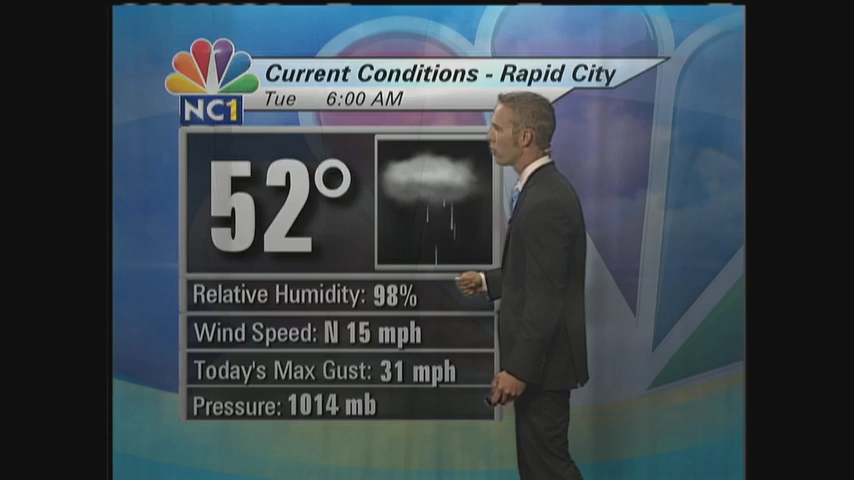 Current Conditions - Rapid City
Tue 6:00 AM
NC1
52°
Relative Humidity: 98%
Wind Speed: N 15 mph
Today's Max Gust: 31 mph
Pressure: 1014 mb